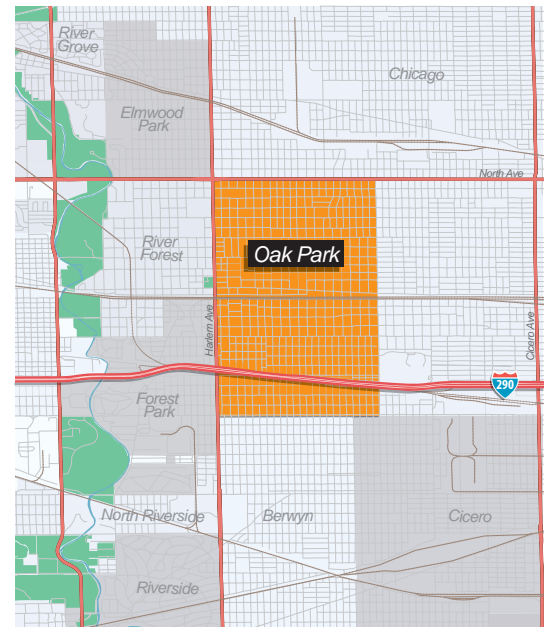 River
Grove
Chicago
Elmwood
Park
North Ave
River
Forest
Oak Park
Harlem Ave
Cicero Ave
290
Forest
Park
North Riverside
Berwyn
Cicero
Riverside